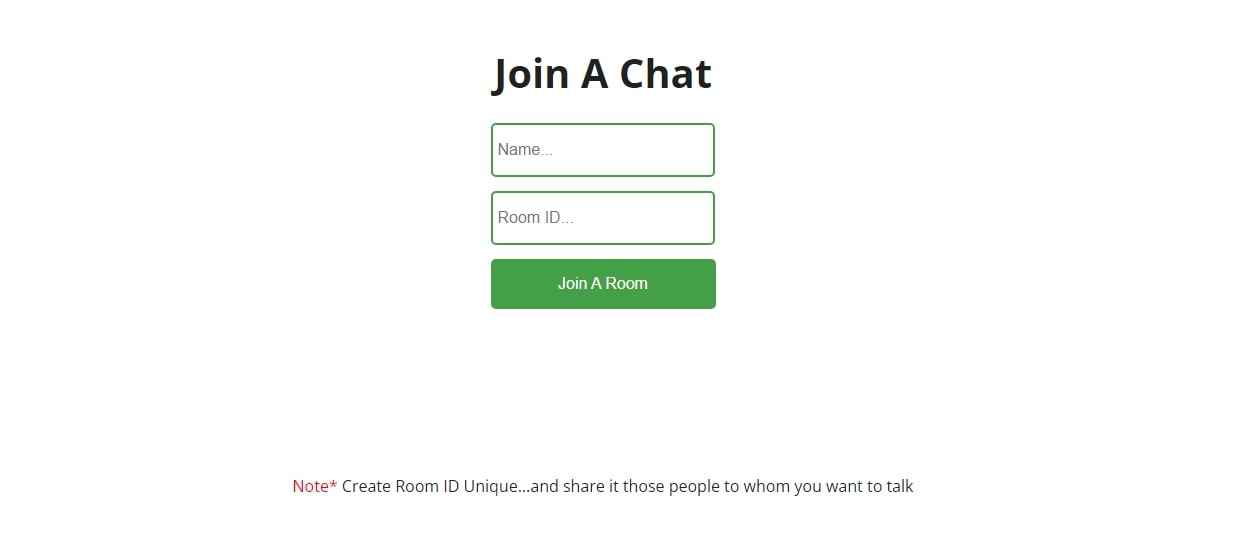 Join A Chat
Name...
Room ID...
Join A Room
Note* Create Room ID Unique...and share it those people to whom you want to talk